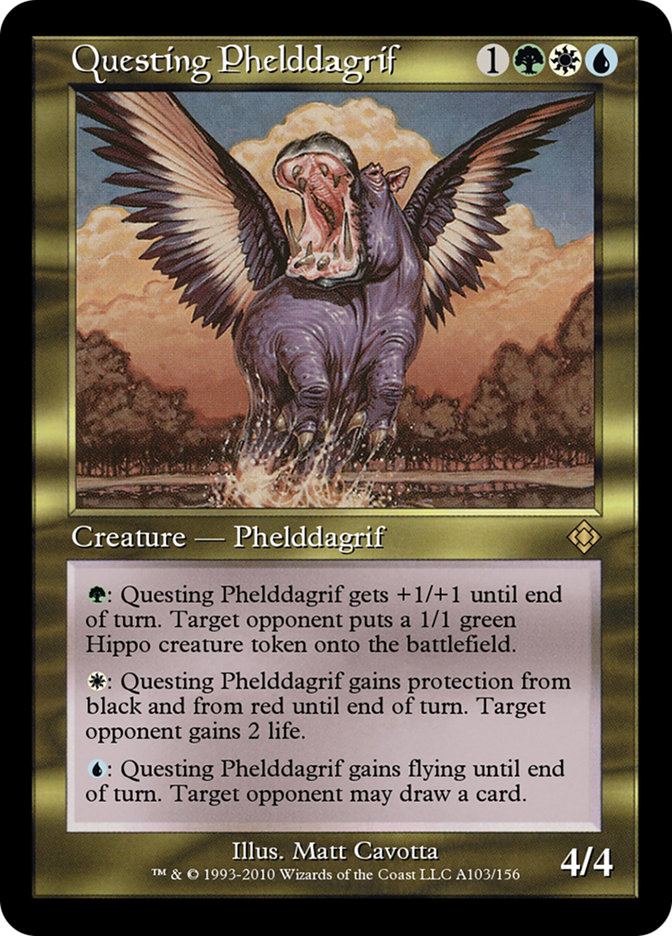 Questing Phelddagrif 1
Creature — Phelddagrif
: Questing Phelddagrif gets +1/+1 until end
of turn. Target opponent puts a 1/1 green
Hippo creature token onto the battlefield.
: Questing Phelddagrif gains protection from
black and from red until end of turn. Target
opponent gains 2 life.
: Questing Phelddagrif gains flying until end
of turn. Target opponent may draw a card.
Illus. Matt Cavotta
™ & © 1993-2010 Wizards of the Coast LLC A103/156
4/4